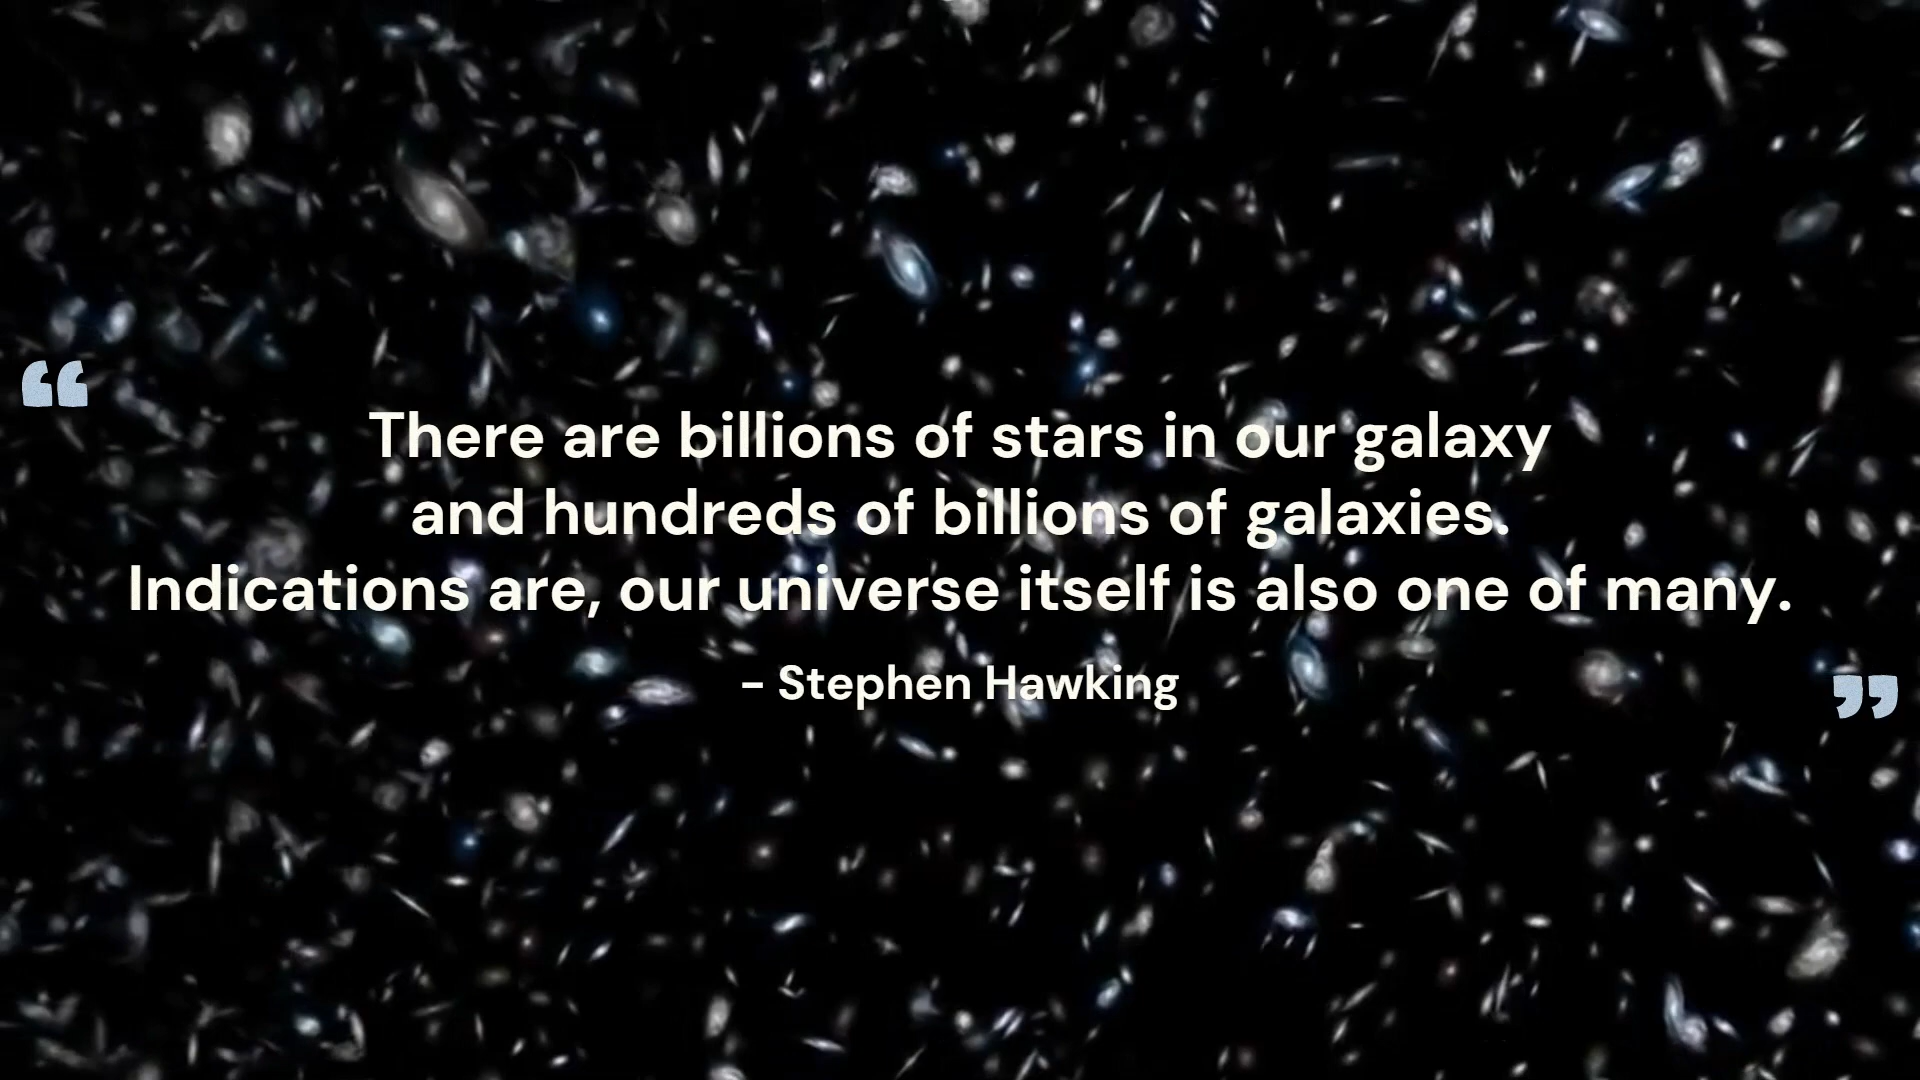 “
There are billions of stars in our galaxy
and hundreds of billions of galaxies.
Indications are, our universe itself is also one of many.
- Stephen Hawking
”